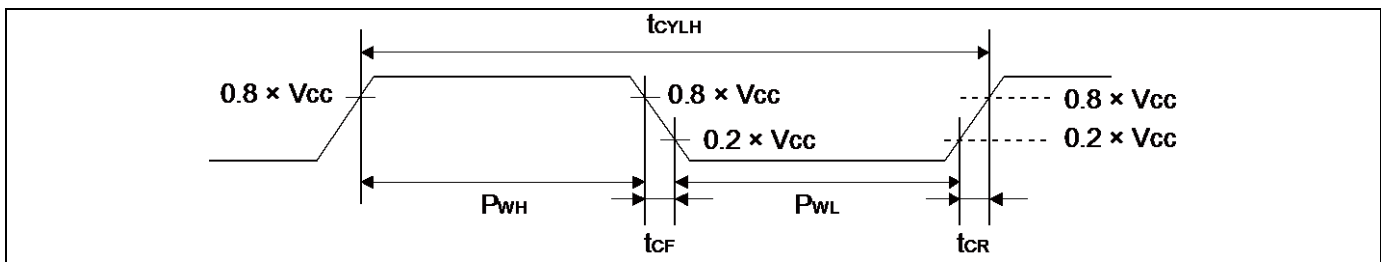 tCYLH
0.8 × Vcc
0.8 × Vcc
0.8 × Vcc
0.2 × Vcc
0.2 × Vcc
PWH
PWL
tCF
tCR